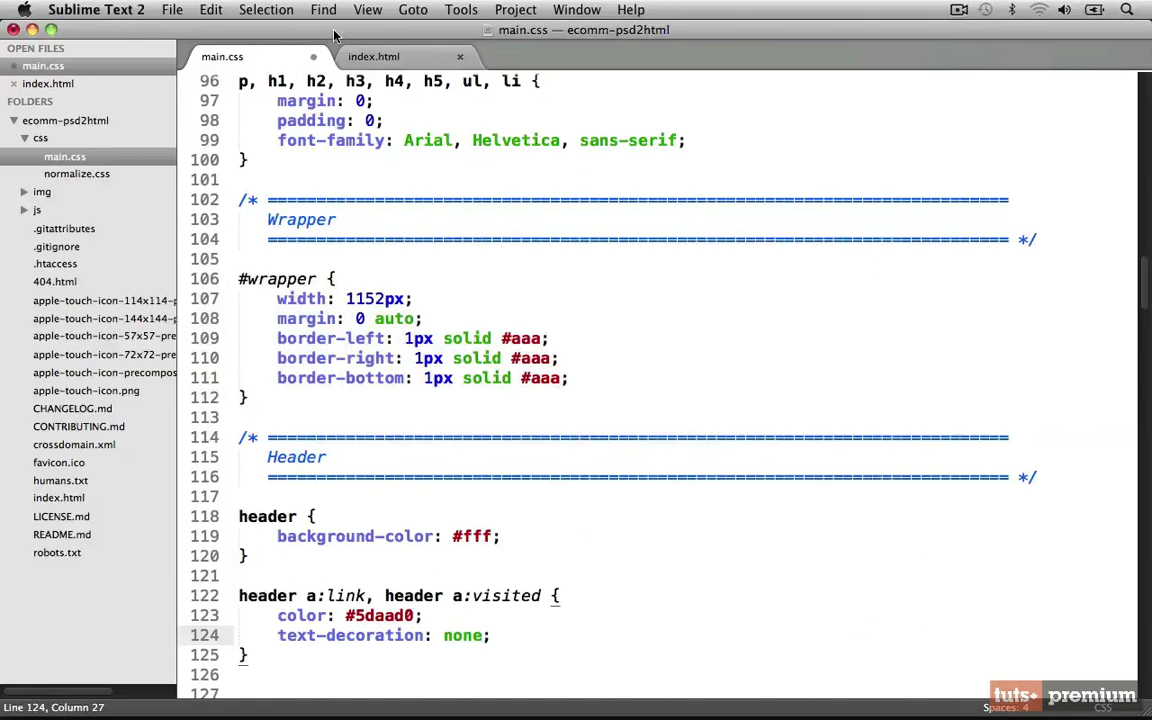 Sublime Text 2 File Edit Selection Find View Goto Tools Project Window Help
main.css — ecomm-psd2html
OPEN FILES
main.css
index.html
FOLDERS
ecomm-psd2html
css
main.css
normalize.css
img
js
.gitattributes
.gitignore
.htaccess
404.html
apple-touch-icon-114x114-p
apple-touch-icon-144x144-p
apple-touch-icon-57x57-pre
apple-touch-icon-72x72-pre
apple-touch-icon-precompos
apple-touch-icon.png
CHANGELOG.md
CONTRIBUTING.md
crossdomain.xml
favicon.ico
humans.txt
index.html
LICENSE.md
README.md
robots.txt
main.css index.html
96 p, h1, h2, h3, h4, h5, ul, li {
97 margin: 0;
98 padding: 0;
99 font-family: Arial, Helvetica, sans-serif;
100 }
101
102 /* ============================================================================
103 Wrapper
104 ============================================================================ */
105
106 #wrapper {
107 width: 1152px;
108 margin: 0 auto;
109 border-left: 1px solid #aaa;
110 border-right: 1px solid #aaa;
111 border-bottom: 1px solid #aaa;
112 }
113
114 /* ============================================================================
115 Header
116 ============================================================================ */
117
118 header {
119 background-color: #fff;
120 }
121
122 header a:link, header a:visited {
123 color: #5daad0;
124 text-decoration: none;
125 }
126
127
tuts+ premium
Line 124, Column 27
Spaces: 4 CSS